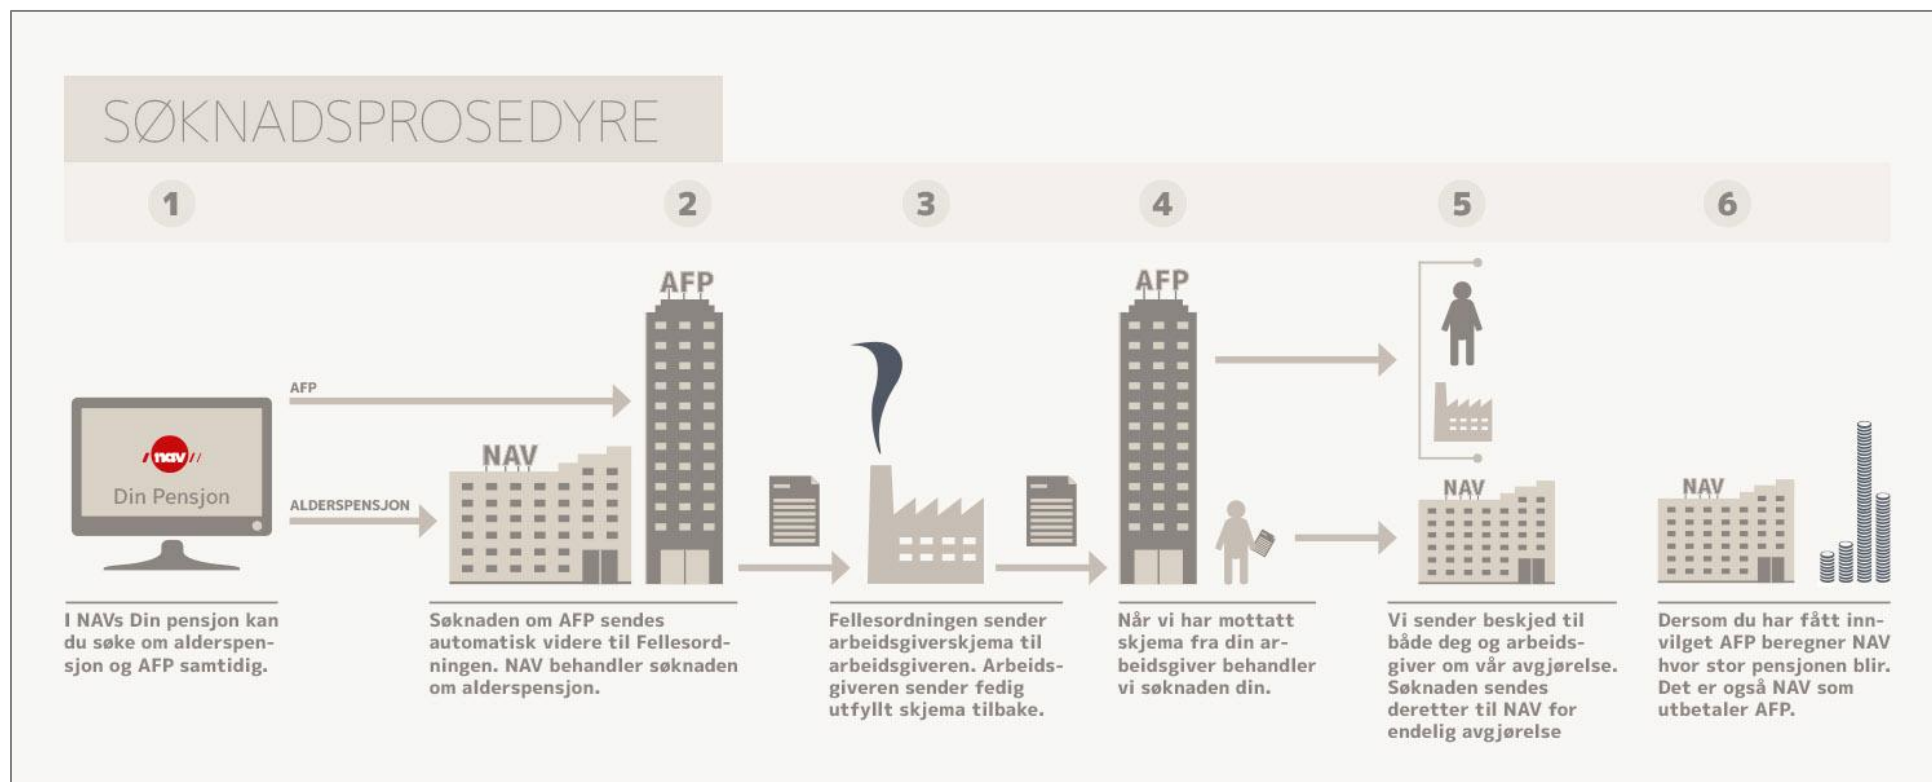 SØKNADSPROSEDYRE
1
2
3
4
5
6
AFP
AFP
AFP
NAV
nav
Din Pensjon
ALDERSPENSJON
NAV
NAV
I NAVs Din pensjon kan
du søke om alderspen-
sjon og AFP samtidig.
Søknaden om AFP sendes
automatisk videre til Fellesord-
ningen. NAV behandler søknaden
om alderspensjon.
Fellesordningen sender
arbeidsgiverskjema til
arbeidsgiveren. Arbeids-
giveren sender fedig
utfyllt skjema tilbake.
Når vi har mottatt
skjema fra din ar-
beidsgiver behandler
vi søknaden din.
Vi sender beskjed til
både deg og arbeids-
giver om vår avgjørelse.
Søknaden sendes
deretter til NAV for
endelig avgjørelse
Dersom du har fått inn-
vilget AFP beregner NAV
hvor stor pensjonen blir.
Det er også NAV som
utbetaler AFP.